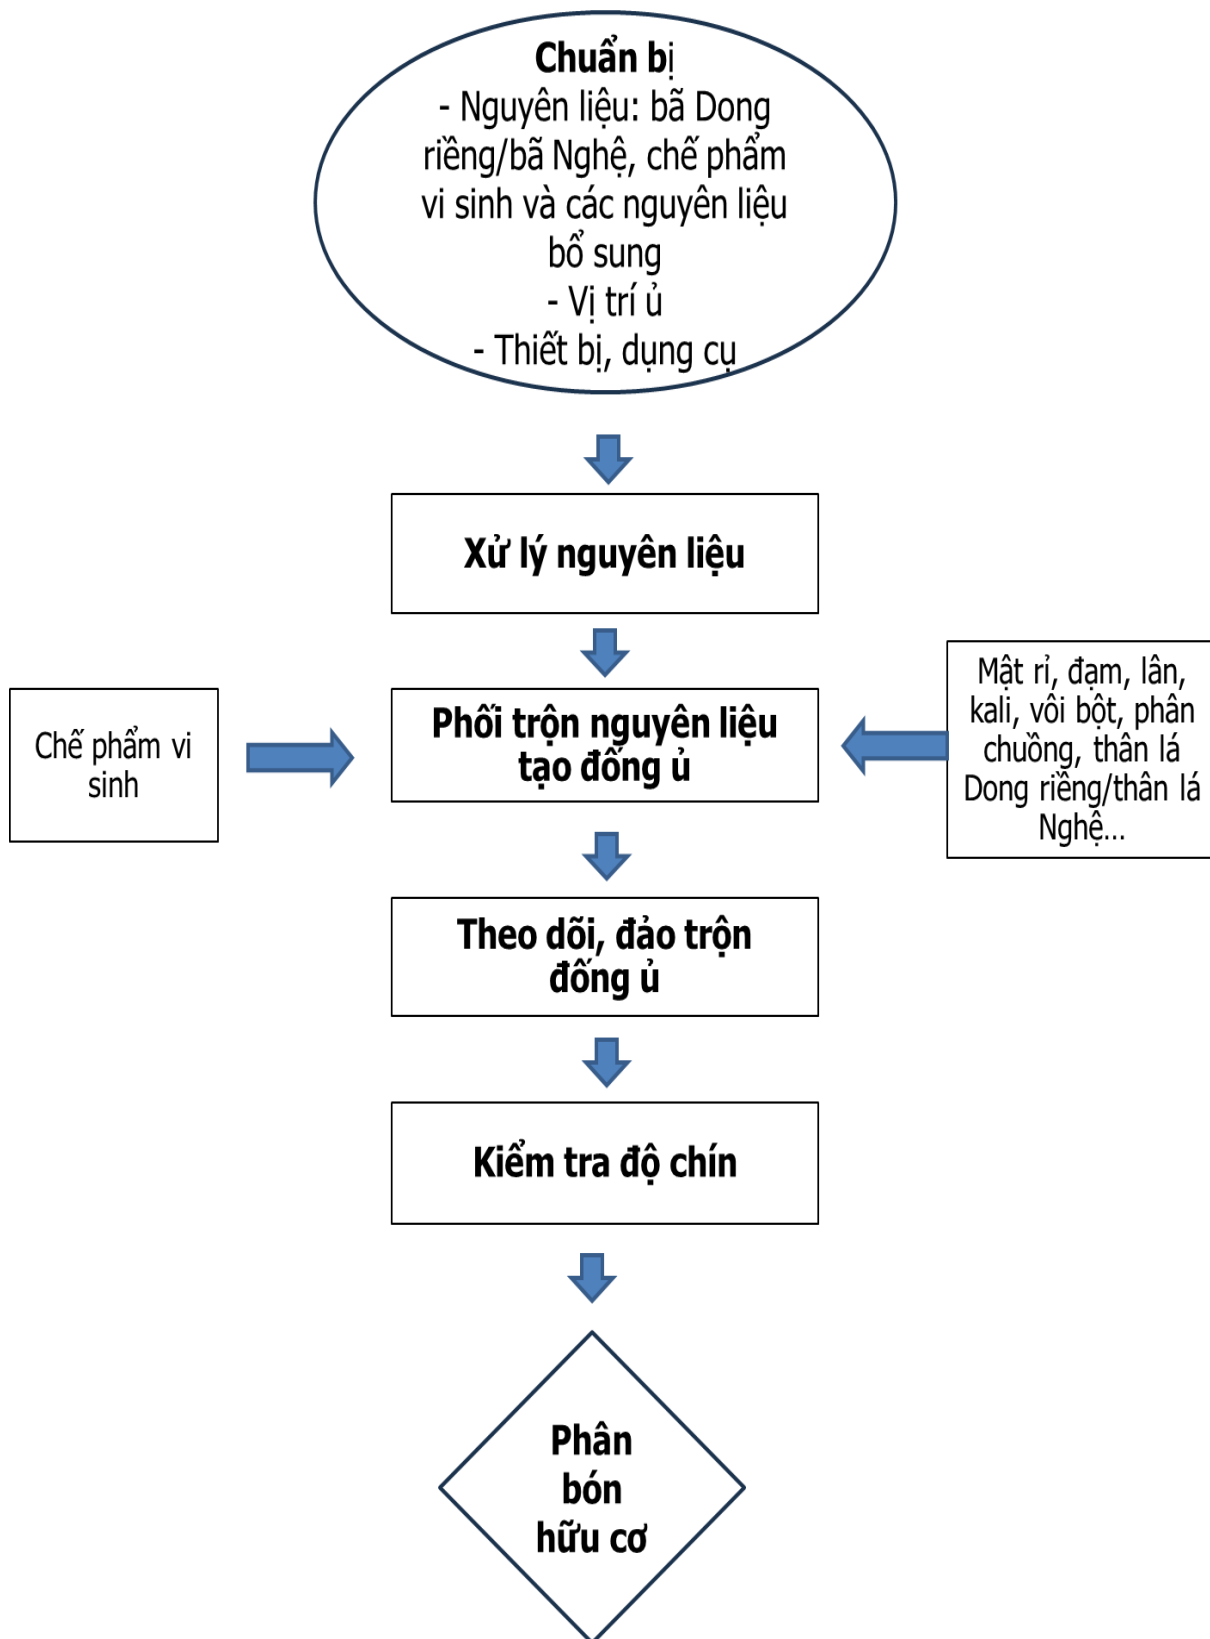 Chuẩn bị
- Nguyên liệu: bã Dong
riềng/bã Nghệ, chế phẩm
vi sinh và các nguyên liệu
bổ sung
- Vị trí ủ
- Thiết bị, dụng cụ
Xử lý nguyên liệu
Chế phẩm vi
sinh
Phối trộn nguyên liệu
tạo đống ủ
Mật rỉ, đạm, lân,
kali, vôi bột, phân
chuồng, thân lá
Dong riềng/thân lá
Nghệ...
Theo dõi, đảo trộn
đống ủ
Kiểm tra độ chín
Phân
bón
hữu cơ